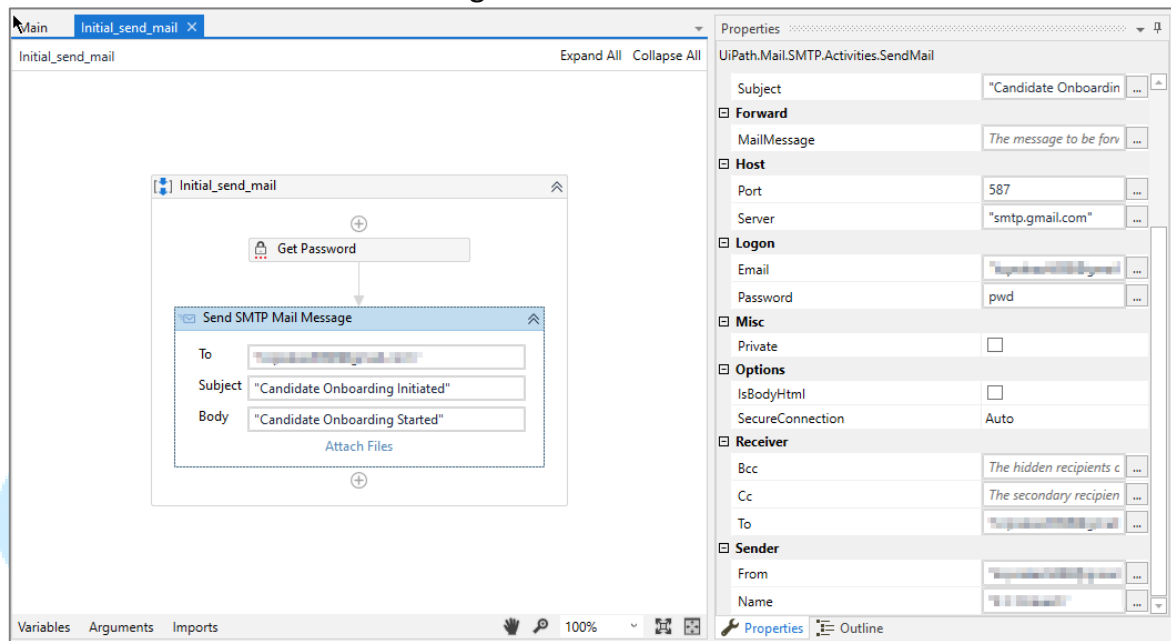 Main Initial_send_mail ×
Initial_send_mail Expand All Collapse All
[ ] Initial_send_mail
Get Password
Send SMTP Mail Message
To
Subject "Candidate Onboarding Initiated"
Body "Candidate Onboarding Started"
Attach Files
Variables Arguments Imports 100%
Properties
UiPath.Mail.SMTP.Activities.SendMail
Subject "Candidate Onboardin ...
Forward
MailMessage The message to be forv ...
Host
Port 587 ...
Server "smtp.gmail.com" ...
Logon
Email ...
Password pwd ...
Misc
Private
Options
IsBodyHtml
SecureConnection Auto
Receiver
Bcc The hidden recipients c ...
Cc The secondary recipien ...
To ...
Sender
From ...
Name ...
Properties Outline